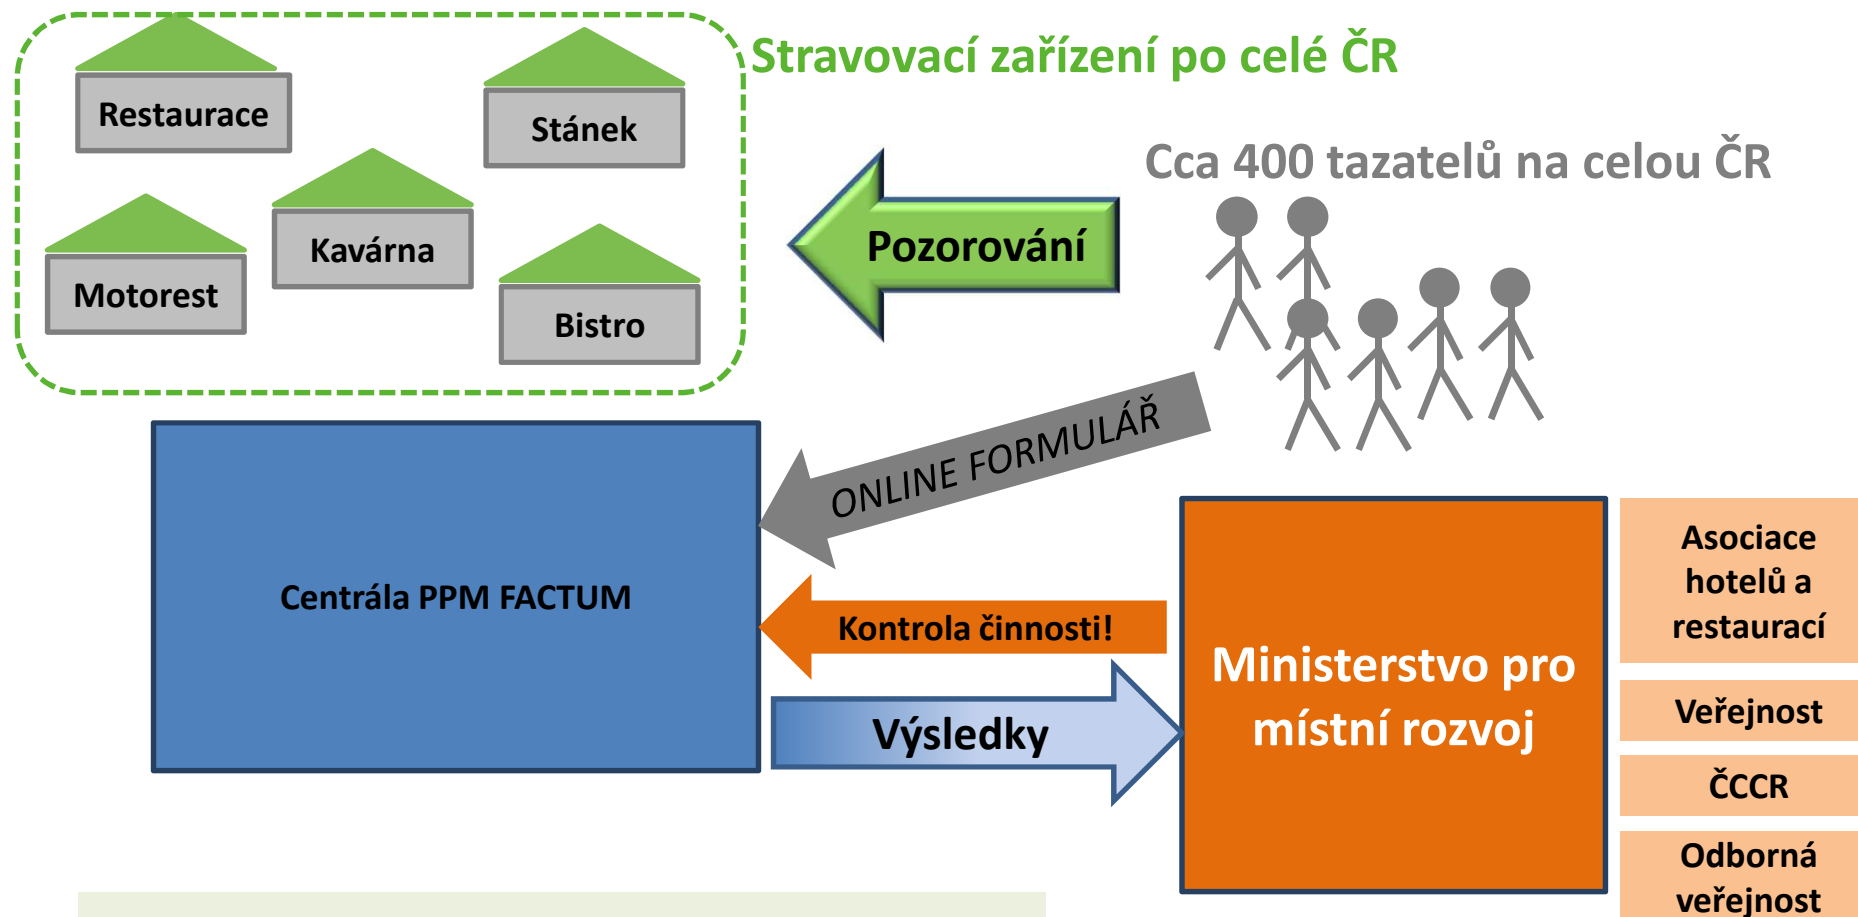 Stravovací zařízení po celé ČR
Restaurace
Stánek
Kavárna
Motorest
Bistro
Cca 400 tazatelů na celou ČR
Pozorování
ONLINE FORMULÁŘ
Centrála PPM FACTUM
Kontrola činnosti!
Výsledky
Ministerstvo pro
místní rozvoj
Asociace
hotelů a
restaurací
Veřejnost
ČCCR
Odborná
veřejnost